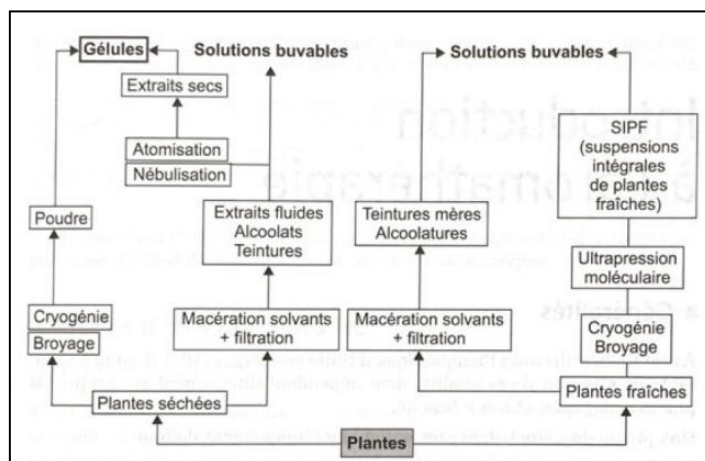 Gélules
Solutions buvables
Solutions buvables
Extraits secs
Atomisation
Nébulisation
SIPF
(suspensions
intégrales
de plantes
fraîches)
Poudre
Extraits fluides
Alcoolats
Teintures
Teintures mères
Alcoolatures
Ultrapression
moléculaire
Cryogénie
Broyage
Macération solvants
+ filtration
Macération solvants
+ filtration
Cryogénie
Broyage
Plantes séchées
Plantes fraîches
Plantes